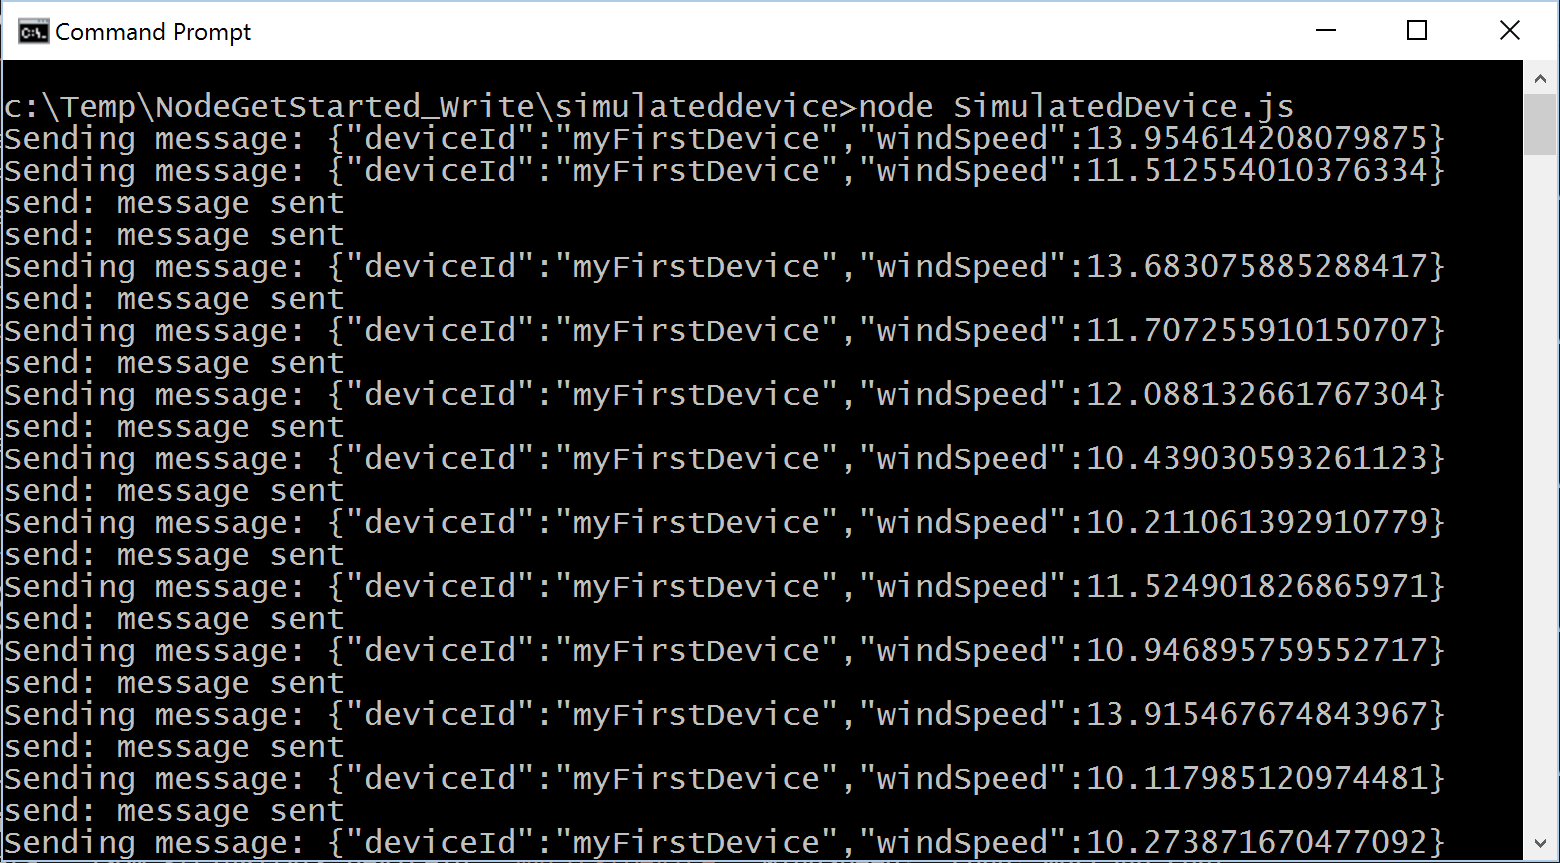 Command Prompt
c:\Temp\NodeGetStarted_Write\simulateddevice>node SimulatedDevice.js
Sending message: {"deviceId":"myFirstDevice","windSpeed":13.954614208079875}
Sending message: {"deviceId":"myFirstDevice","windSpeed":11.512554010376334}
send: message sent
send: message sent
Sending message: {"deviceId":"myFirstDevice","windSpeed":13.683075885288417}
send: message sent
Sending message: {"deviceId":"myFirstDevice","windSpeed":11.707255910150707}
send: message sent
Sending message: {"deviceId":"myFirstDevice","windSpeed":12.088132661767304}
send: message sent
Sending message: {"deviceId":"myFirstDevice","windSpeed":10.439030593261123}
send: message sent
Sending message: {"deviceId":"myFirstDevice","windSpeed":10.211061392910779}
send: message sent
Sending message: {"deviceId":"myFirstDevice","windSpeed":11.524901826865971}
send: message sent
Sending message: {"deviceId":"myFirstDevice","windSpeed":10.946895759552717}
send: message sent
Sending message: {"deviceId":"myFirstDevice","windSpeed":13.915467674843967}
send: message sent
Sending message: {"deviceId":"myFirstDevice","windSpeed":10.117985120974481}
send: message sent
Sending message: {"deviceId":"myFirstDevice","windSpeed":10.273871670477092}